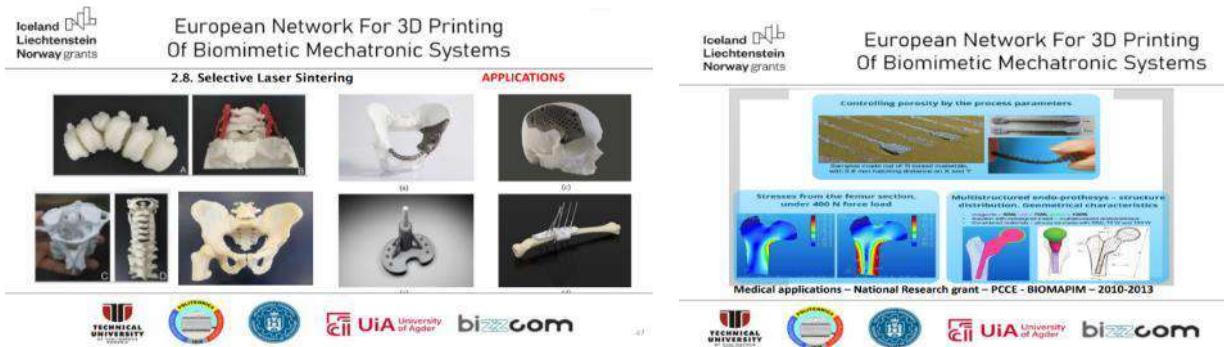 Iceland
Liechtenstein
Norway grants
European Network For 3D Printing
Of Biomimetic Mechatronic Systems
2.8. Selective Laser Sintering
APPLICATIONS
A
B
(a)
(c)
C
D
(d)
TECHNICAL
UNIVERSITY
POLITEHNICA
UiA University
of Agder
bizzcom
Iceland
Liechtenstein
Norway grants
European Network For 3D Printing
Of Biomimetic Mechatronic Systems
Controlling porosity by the process parameters
Stresses from the femur section,
under 400 N force load
Multistructured endo-prothesys – structure
distribution. Geometrical characteristics
Medical applications – National Research grant – PCCE - BIOMAPIM – 2010-2013
TECHNICAL
UNIVERSITY
POLITEHNICA
UiA University
of Agder
bizzcom